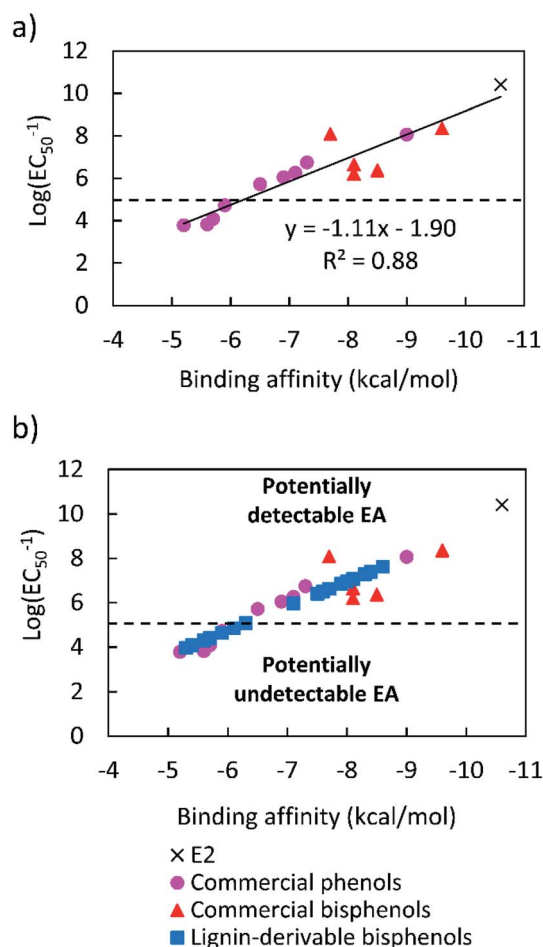 a)
12
10
8
6
4
2
0
Log(EC₅₀⁻¹)
y = -1.11x - 1.90
R² = 0.88
-4 -5 -6 -7 -8 -9 -10 -11
Binding affinity (kcal/mol)
b)
12
10
8
6
4
2
0
Log(EC₅₀⁻¹)
Potentially
detectable EA
Potentially
undetectable EA
-4 -5 -6 -7 -8 -9 -10 -11
Binding affinity (kcal/mol)
E2
Commercial phenols
Commercial bisphenols
Lignin-derivable bisphenols